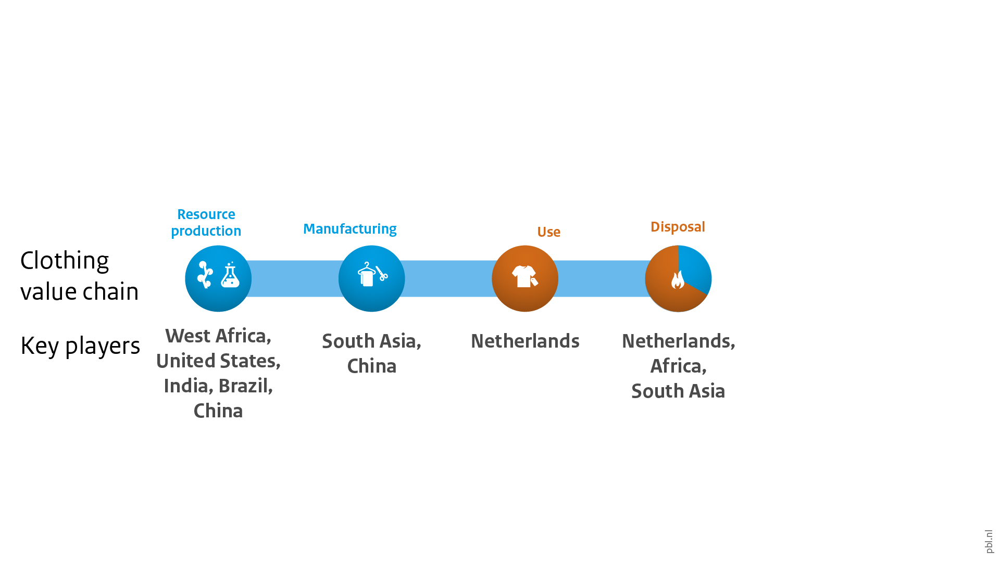 Resource
production
Manufacturing
Use
Disposal
Clothing
value chain
Key players
West Africa,
United States,
India, Brazil,
China
South Asia,
China
Netherlands
Netherlands,
Africa,
South Asia
pbl.nl